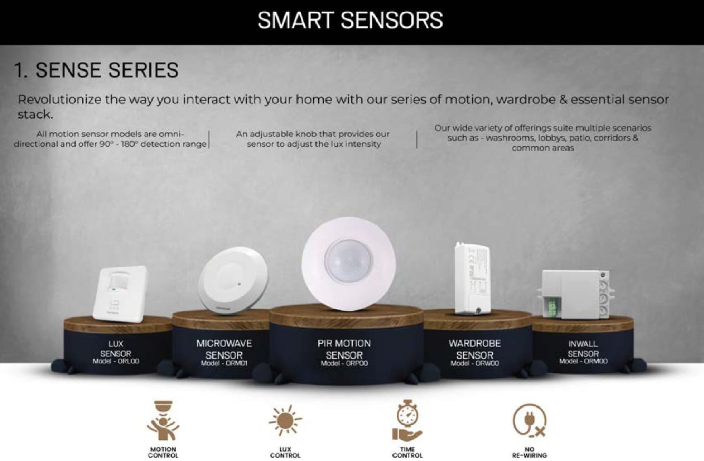 SMART SENSORS
1. SENSE SERIES
Revolutionize the way you interact with your home with our series of motion, wardrobe & essential sensor
stack.
All motion sensor models are omni-
directional and offer 90° - 180° detection range
An adjustable knob that provides our
sensor to adjust the lux intensity
Our wide variety of offerings suite multiple scenarios
such as - washrooms, lobbys, patio, corridors &
common areas
LUX
SENSOR
Model - ORL00
MICROWAVE
SENSOR
Model - ORM01
PIR MOTION
SENSOR
Model - ORP00
WARDROBE
SENSOR
Model - ORW00
INWALL
SENSOR
Model - ORM00
MOTION
CONTROL
LUX
CONTROL
TIME
CONTROL
NO
RE-WIRING